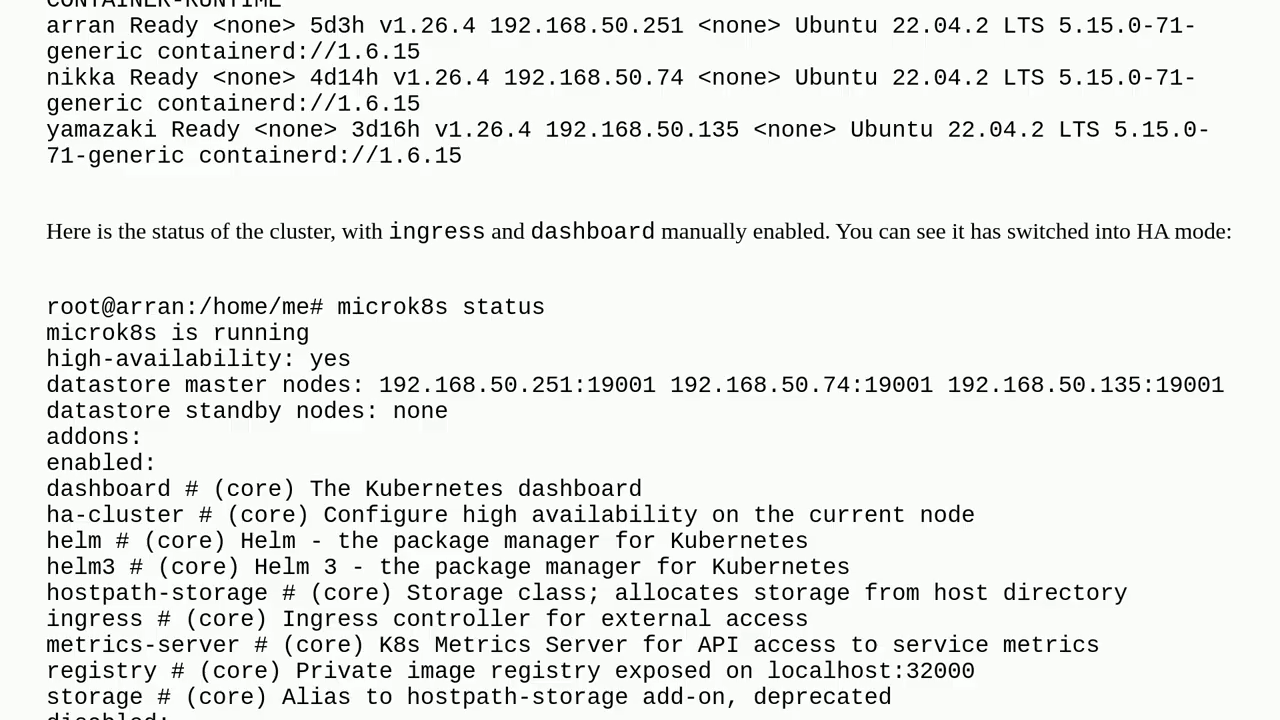 CONTAINER-RUNTIME
arran Ready <none> 5d3h v1.26.4 192.168.50.251 <none> Ubuntu 22.04.2 LTS 5.15.0-71-
generic containerd://1.6.15
nikka Ready <none> 4d14h v1.26.4 192.168.50.74 <none> Ubuntu 22.04.2 LTS 5.15.0-71-
generic containerd://1.6.15
yamazaki Ready <none> 3d16h v1.26.4 192.168.50.135 <none> Ubuntu 22.04.2 LTS 5.15.0-
71-generic containerd://1.6.15
Here is the status of the cluster, with ingress and dashboard manually enabled. You can see it has switched into HA mode:
root@arran:/home/me# microk8s status
microk8s is running
high-availability: yes
datastore master nodes: 192.168.50.251:19001 192.168.50.74:19001 192.168.50.135:19001
datastore standby nodes: none
addons:
enabled:
dashboard # (core) The Kubernetes dashboard
ha-cluster # (core) Configure high availability on the current node
helm # (core) Helm - the package manager for Kubernetes
helm3 # (core) Helm 3 - the package manager for Kubernetes
hostpath-storage # (core) Storage class; allocates storage from host directory
ingress # (core) Ingress controller for external access
metrics-server # (core) K8s Metrics Server for API access to service metrics
registry # (core) Private image registry exposed on localhost:32000
storage # (core) Alias to hostpath-storage add-on, deprecated
disabled: